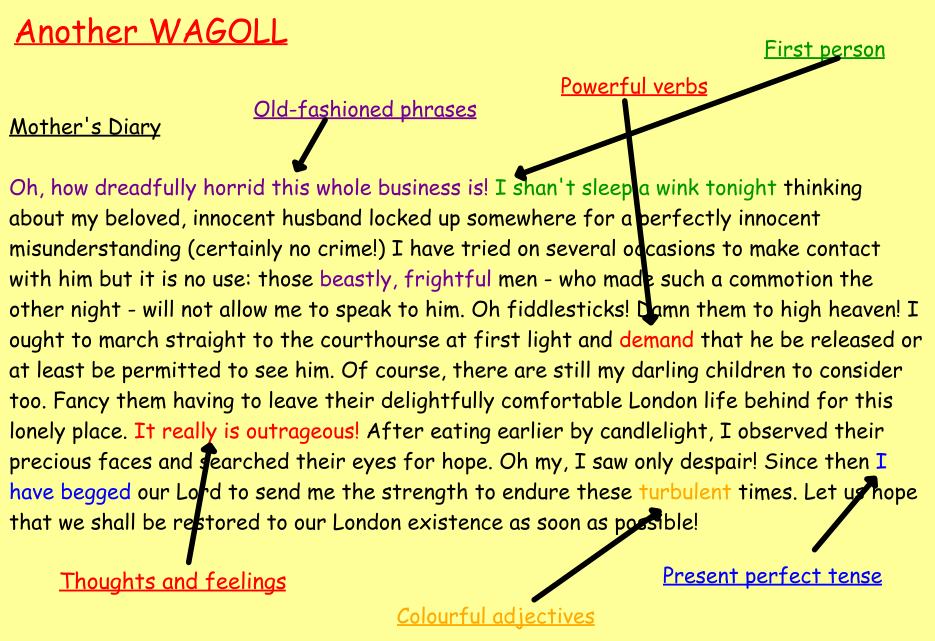 Another WAGOLL
First person
Powerful verbs
Old-fashioned phrases
Mother's Diary
Oh, how dreadfully horrid this whole business is! I shan't sleep a wink tonight thinking
about my beloved, innocent husband locked up somewhere for a perfectly innocent
misunderstanding (certainly no crime!) I have tried on several occasions to make contact
with him but it is no use: those beastly, frightful men - who made such a commotion the
other night - will not allow me to speak to him. Oh fiddlesticks! Damn them to high heaven! I
ought to march straight to the courthourse at first light and demand that he be released or
at least be permitted to see him. Of course, there are still my darling children to consider
too. Fancy them having to leave their delightfully comfortable London life behind for this
lonely place. It really is outrageous! After eating earlier by candlelight, I observed their
precious faces and searched their eyes for hope. Oh my, I saw only despair! Since then I
have begged our Lord to send me the strength to endure these turbulent times. Let us hope
that we shall be restored to our London existence as soon as possible!
Thoughts and feelings
Present perfect tense
Colourful adjectives